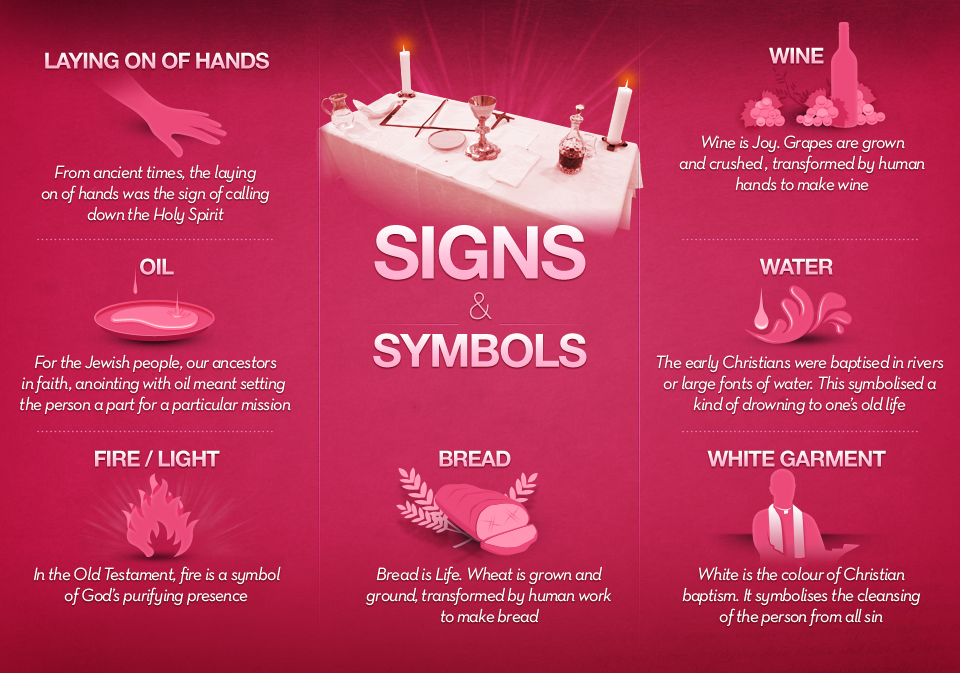 SIGNS
&
SYMBOLS
LAYING ON OF HANDS
From ancient times, the laying
on of hands was the sign of calling
down the Holy Spirit
OIL
For the Jewish people, our ancestors
in faith, anointing with oil meant setting
the person a part for a particular mission
FIRE / LIGHT
In the Old Testament, fire is a symbol
of God's purifying presence
BREAD
Bread is Life. Wheat is grown and
ground, transformed by human work
to make bread
WINE
Wine is Joy. Grapes are grown
and crushed , transformed by human
hands to make wine
WATER
The early Christians were baptised in rivers
or large fonts of water. This symbolised a
kind of drowning to one's old life
WHITE GARMENT
White is the colour of Christian
baptism. It symbolises the cleansing
of the person from all sin